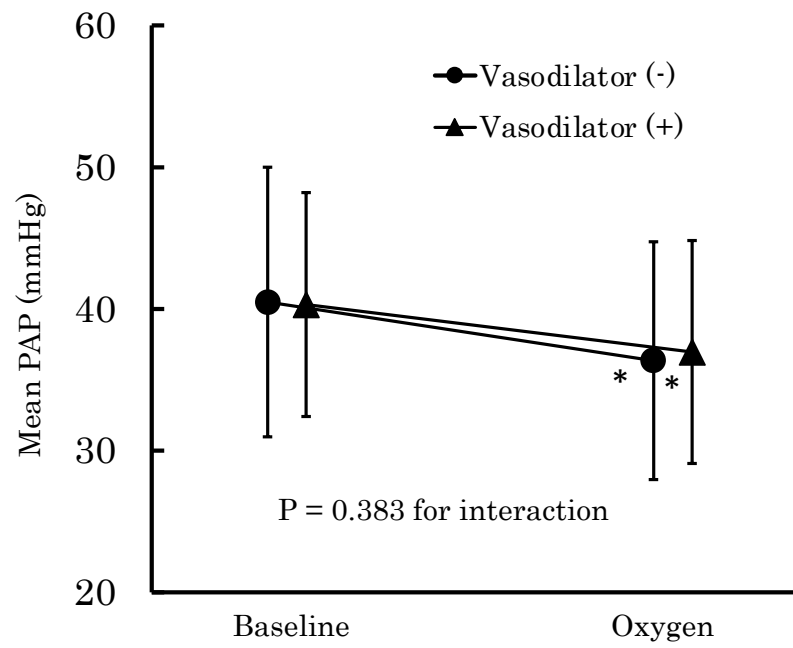 60
50
40
30
20
Mean PAP (mmHg)
Vasodilator (-)
Vasodilator (+)
*
*
P = 0.383 for interaction
Baseline
Oxygen